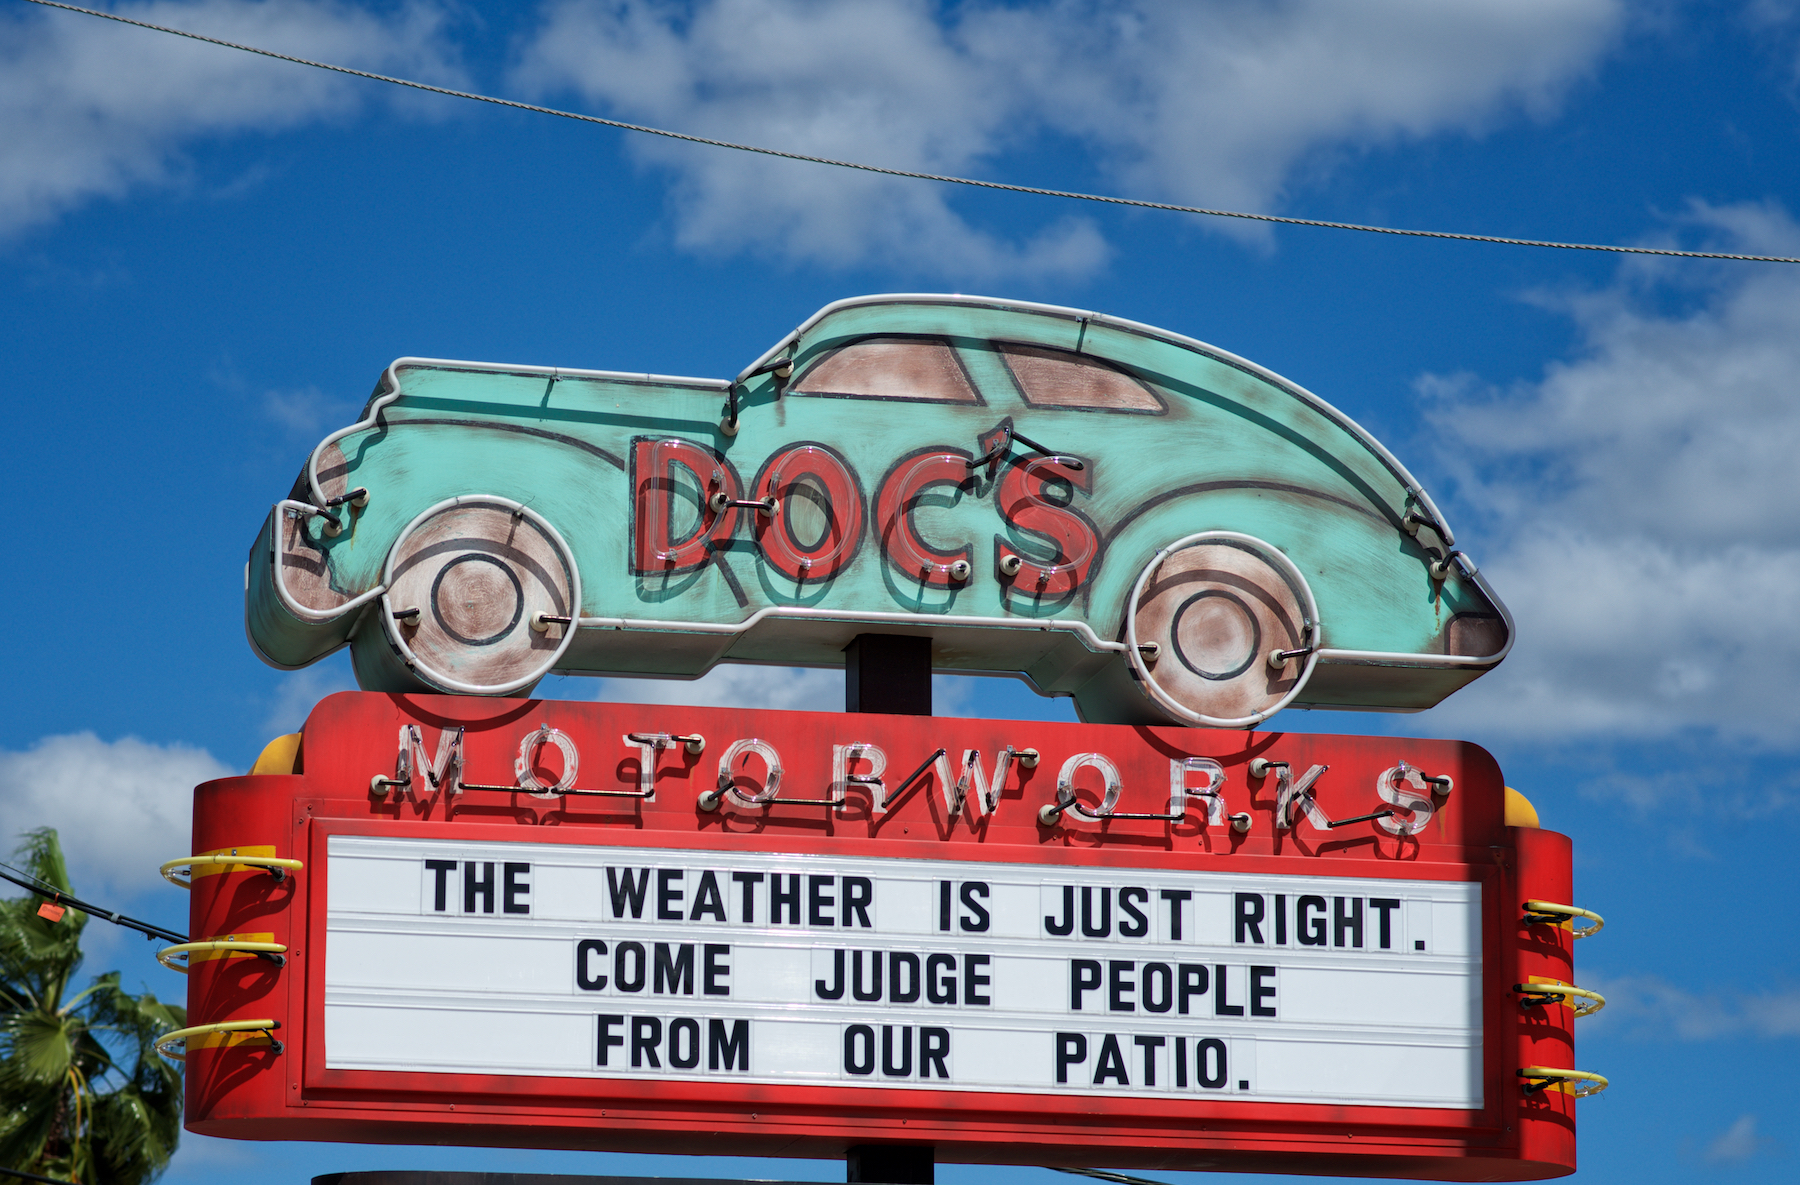 DOC'S
MOTORWORKS
THE WEATHER IS JUST RIGHT.
COME JUDGE PEOPLE
FROM OUR PATIO.